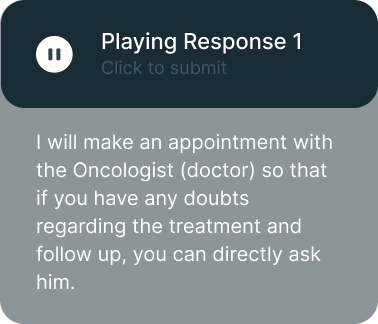 Playing Response 1
Click to submit
I will make an appointment with
the Oncologist (doctor) so that
if you have any doubts
regarding the treatment and
follow up, you can directly ask
him.